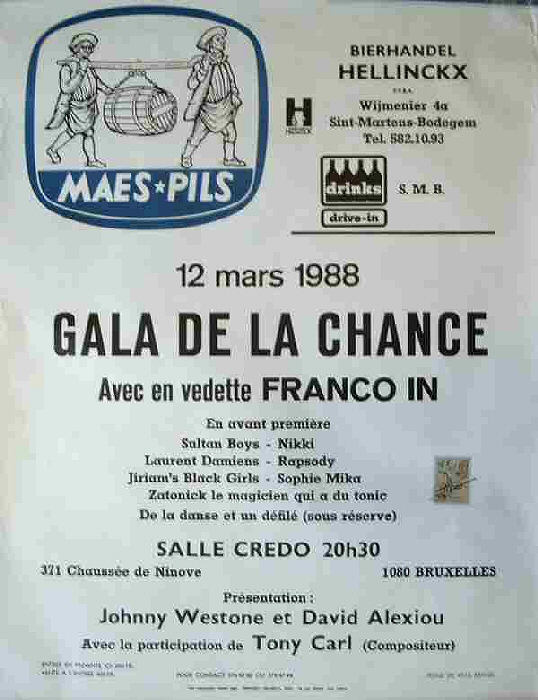 MAES★PILS
BIERHANDEL
HELLINCKX
Wijmenier 4a
Sint-Martens-Bodegem
Tel. 582.10.93
H
drinks
drive-in
S. M. B.
12 mars 1988
GALA DE LA CHANCE
Avec en vedette FRANCO IN
En avant première
Sultan Boys - Nikki
Laurent Damiens - Rapsody
Jiriam's Black Girls - Sophie Mika
Zatonick le magicien qui a du tonic
De la danse et un défilé (sous réserve)
SALLE CREDO 20h30
371 Chaussée de Ninove 1080 BRUXELLES
Présentation :
Johnny Westone et David Alexiou
Avec la participation de Tony Carl (Compositeur)